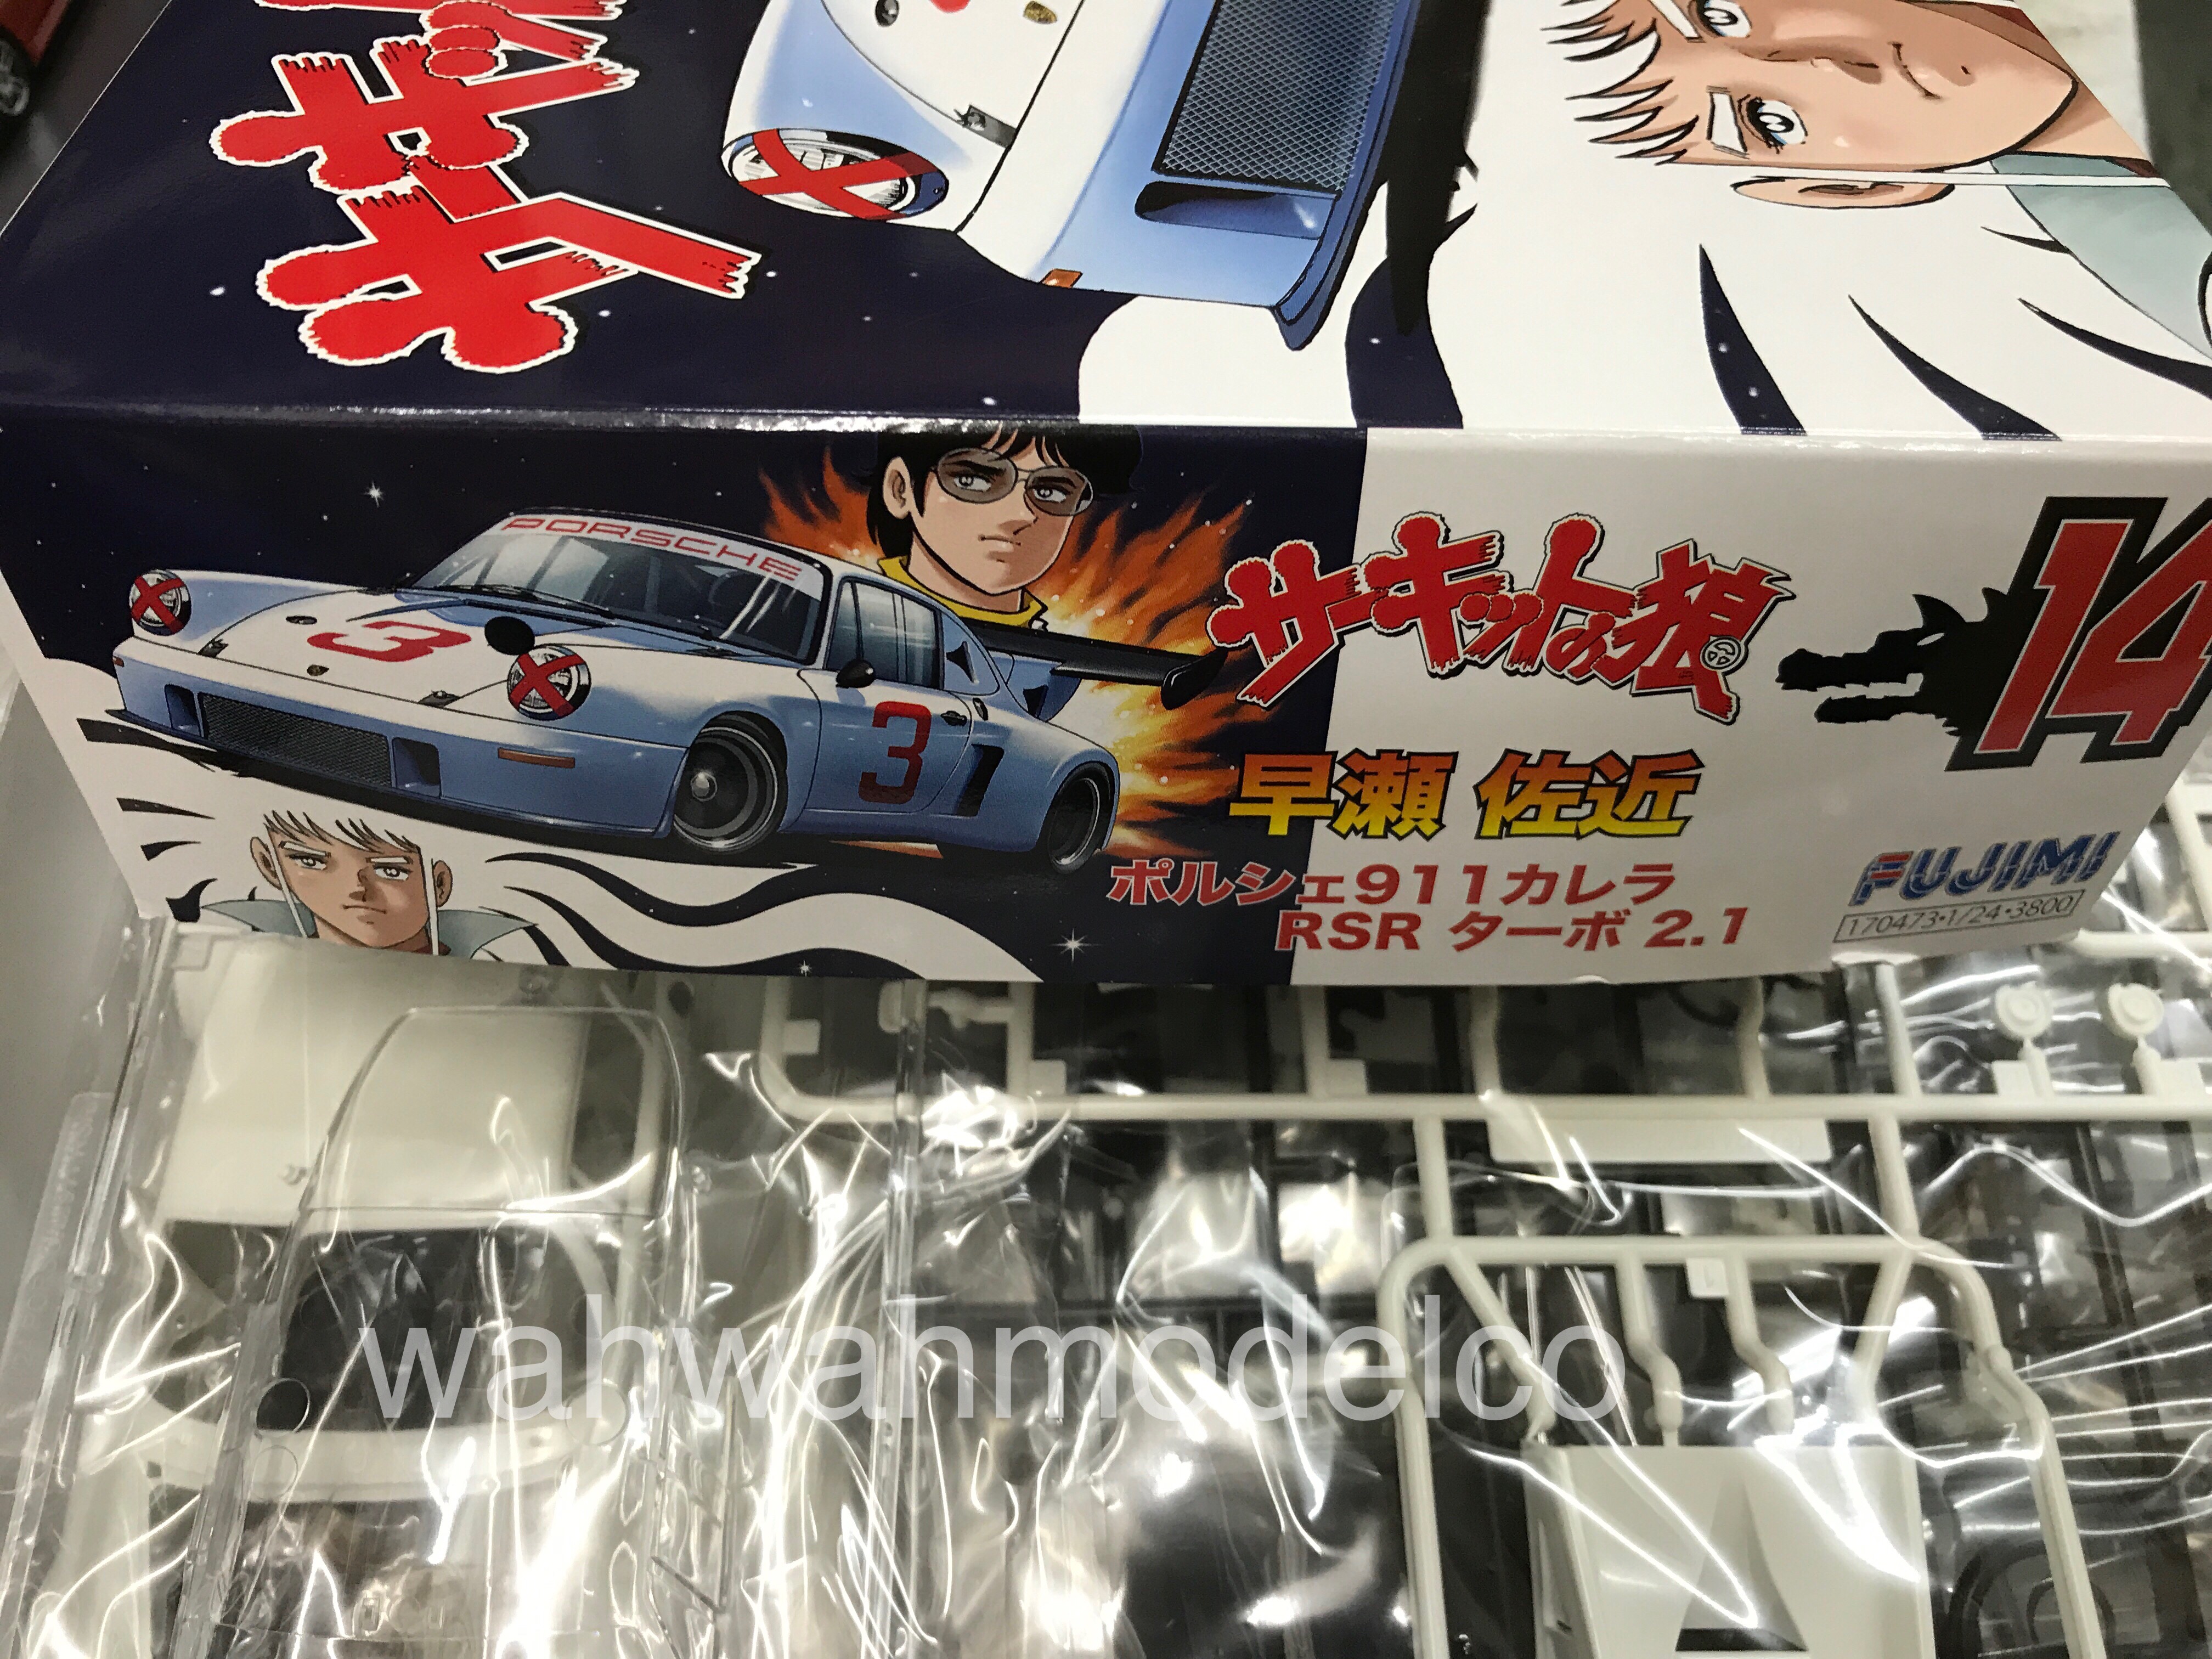 PORSCHE
3
3
サーキットの狼
14
早瀬 佐近
ポルシェ911カレラ
RSR ターボ 2.1
FUJIMI
170473・1/24・3800
wahwahmodelco